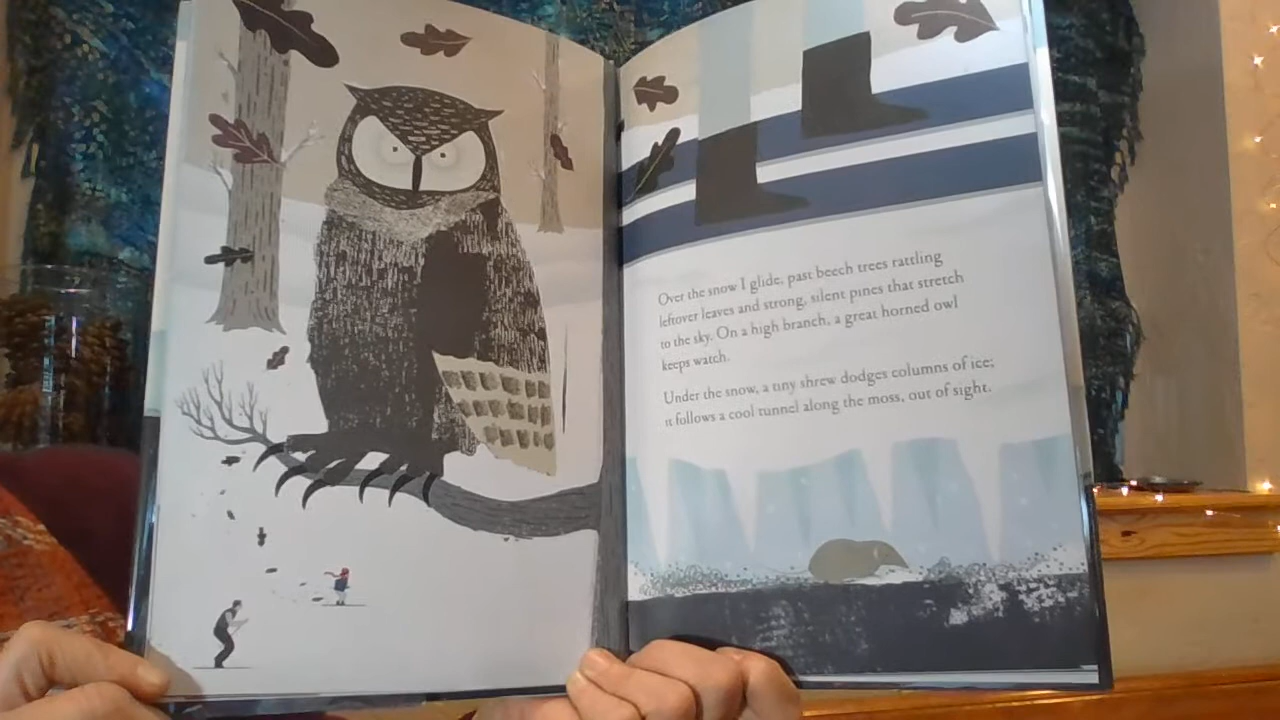 Over the snow I glide, past beech trees rattling
leftover leaves and strong, silent pines that stretch
to the sky. On a high branch, a great horned owl
keeps watch.
Under the snow, a tiny shrew dodges columns of ice;
it follows a cool tunnel along the moss, out of sight.